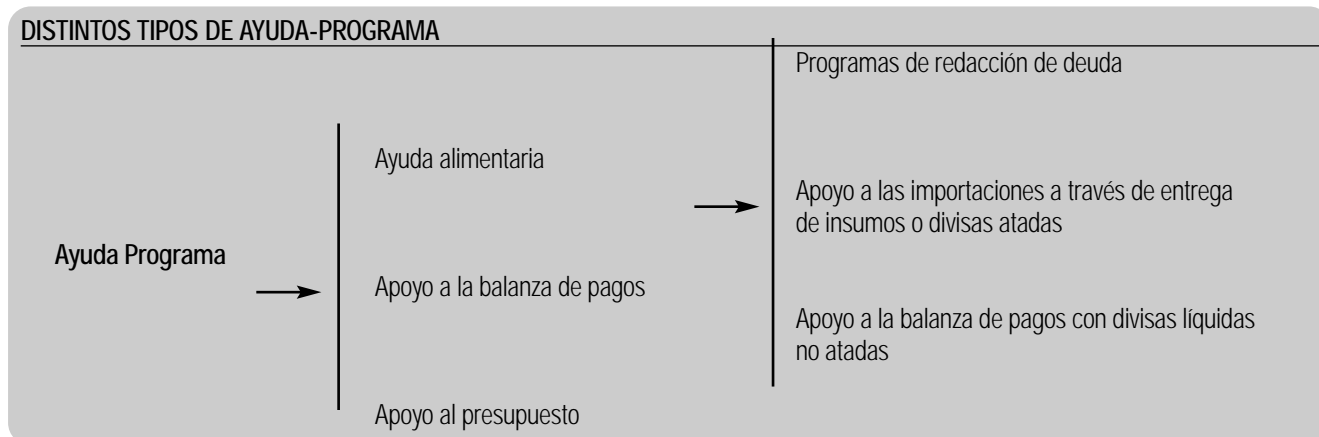 DISTINTOS TIPOS DE AYUDA-PROGRAMA
Ayuda Programa
Ayuda alimentaria
Apoyo a la balanza de pagos
Apoyo al presupuesto
Programas de redacción de deuda
Apoyo a las importaciones a través de entrega
de insumos o divisas atadas
Apoyo a la balanza de pagos con divisas líquidas
no atadas